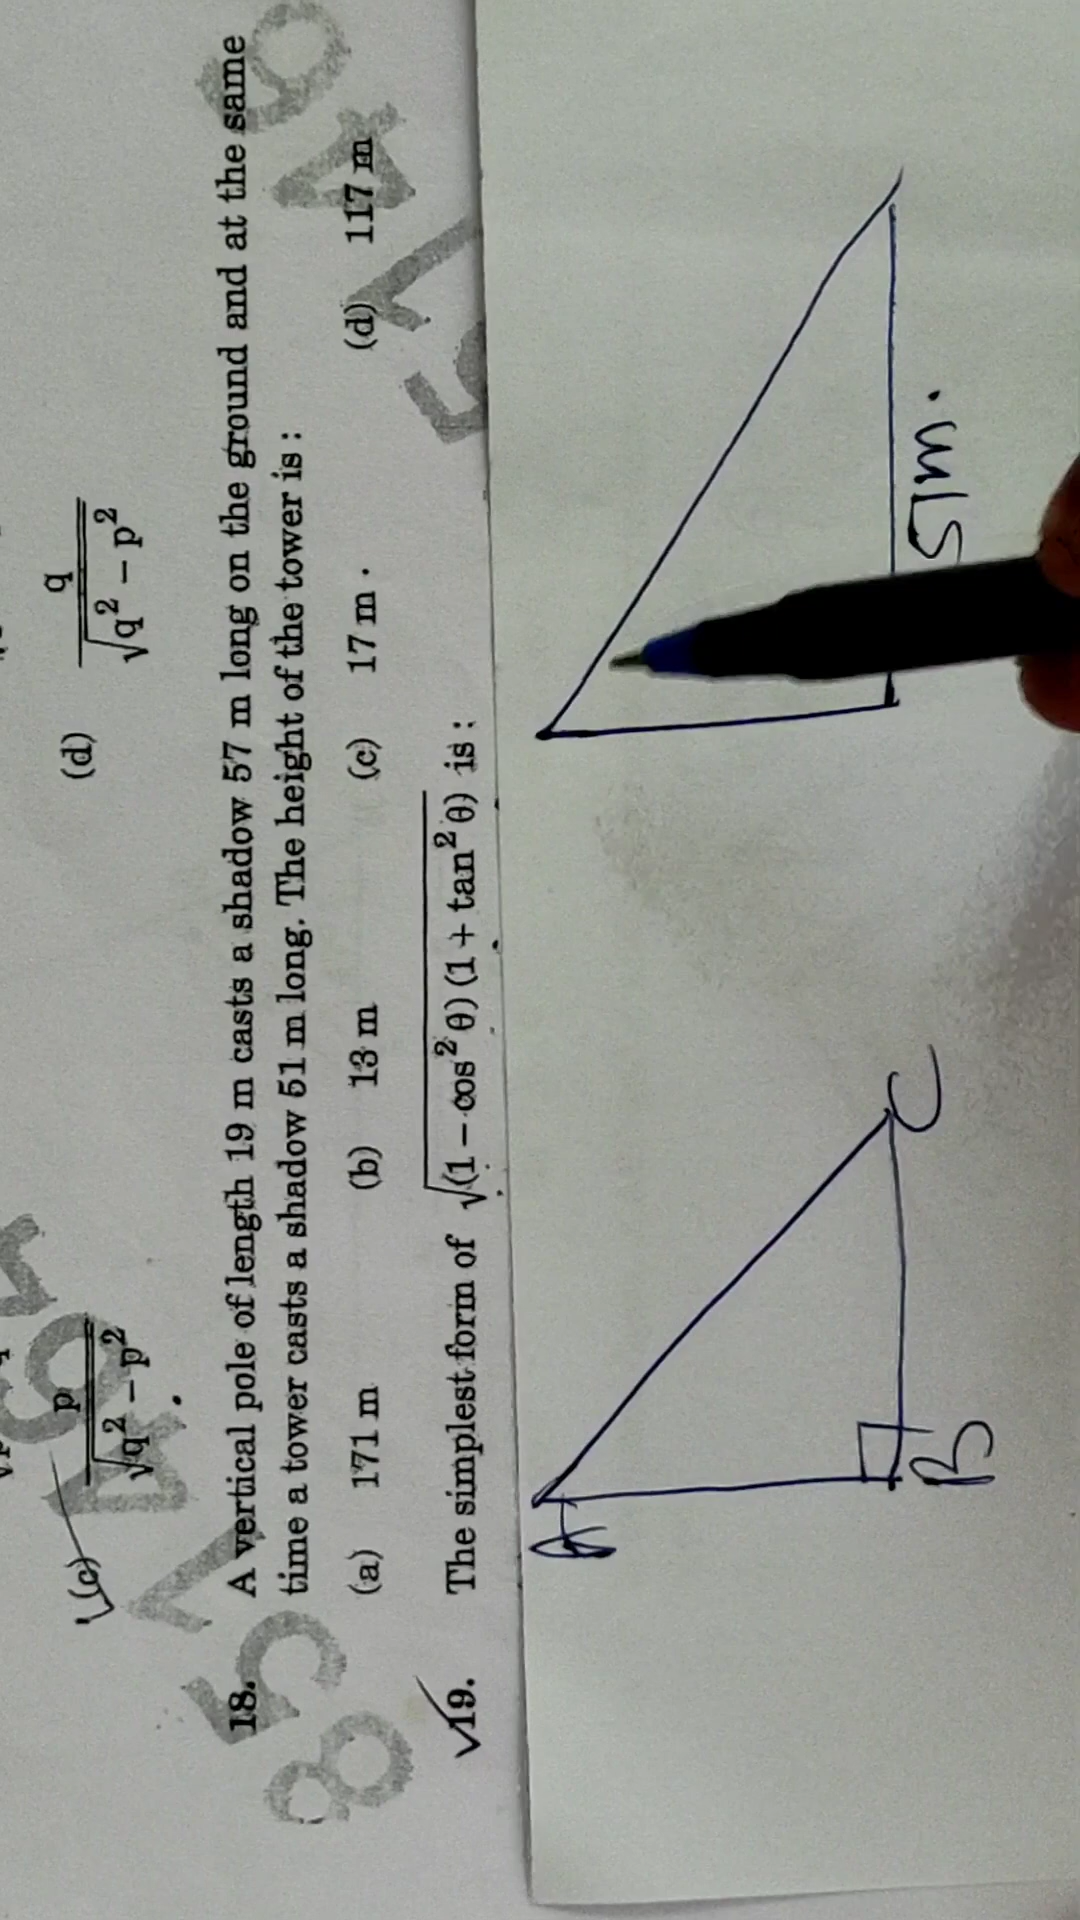 (c) p / √q² – p²
(d) q / √q² – p²
18. A vertical pole of length 19 m casts a shadow 57 m long on the ground and at the same
time a tower casts a shadow 51 m long. The height of the tower is :
(a) 171 m (b) 13 m (c) 17 m . (d) 117 m
19. The simplest form of √(1 – cos² θ) (1 + tan² θ) is :
A
B
C
51m.